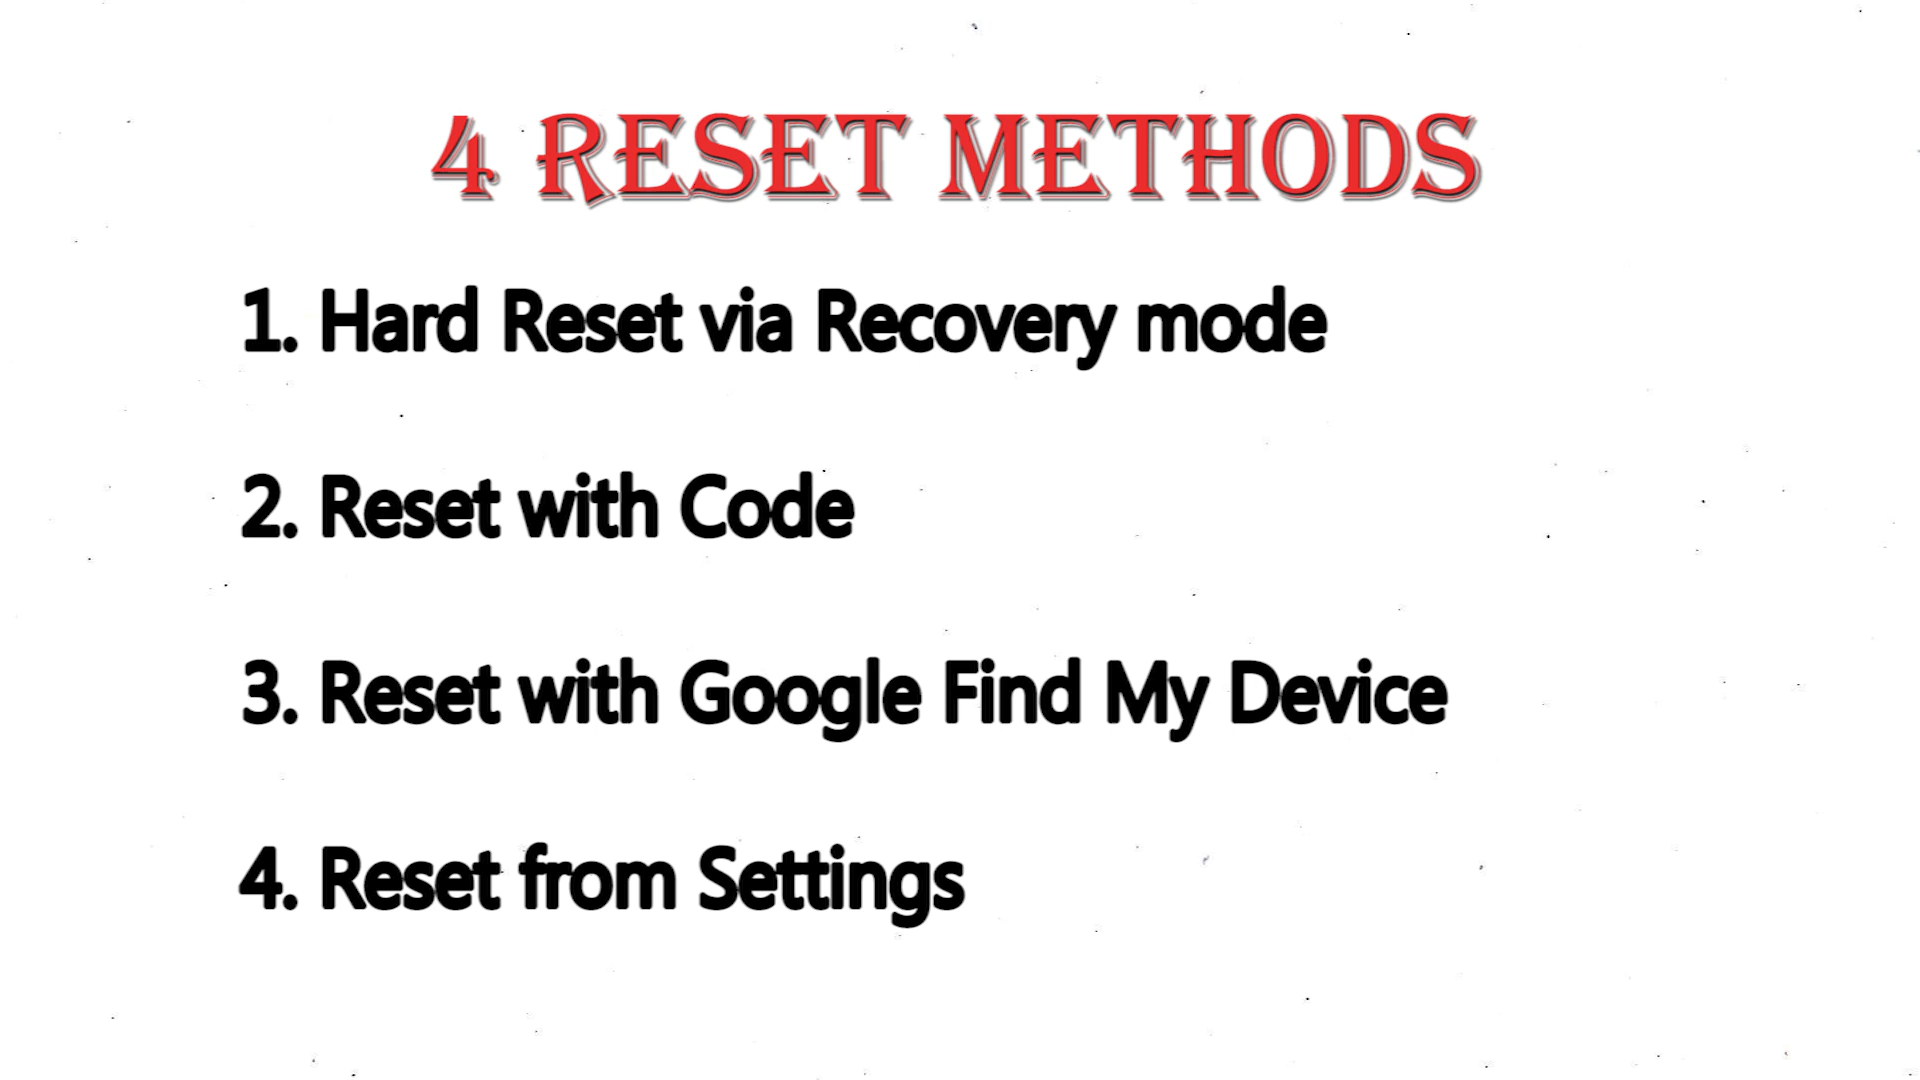 4 RESET METHODS
1. Hard Reset via Recovery mode
2. Reset with Code
3. Reset with Google Find My Device
4. Reset from Settings